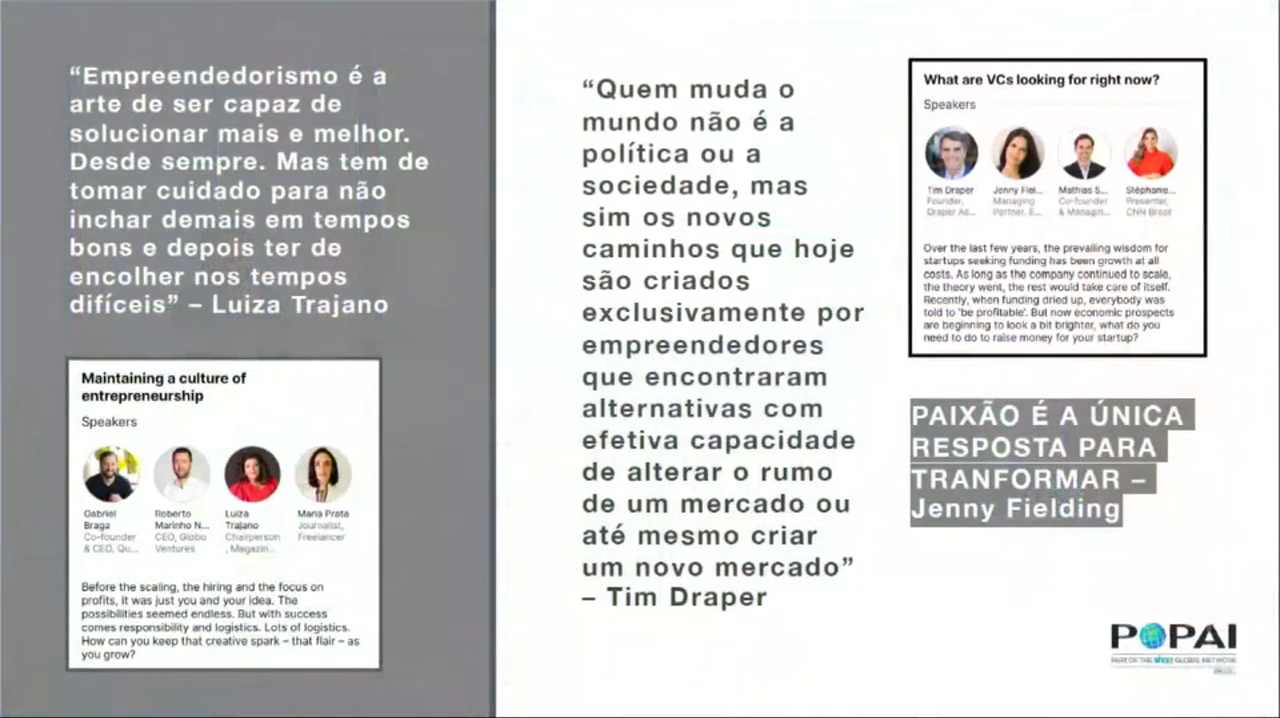 “Empreendedorismo é a
arte de ser capaz de
solucionar mais e melhor.
Desde sempre. Mas tem de
tomar cuidado para não
inchar demais em tempos
bons e depois ter de
encolher nos tempos
difíceis” – Luiza Trajano
Maintaining a culture of
entrepreneurship
Speakers
Gabriel
Braga
Co-founder
& CEO, Qu...
Roberto
Marinho N...
CEO, Globo
Ventures
Luiza
Trajano
Chairperson
, Magazin...
Maria Prata
Journalist,
Freelancer
Before the scaling, the hiring and the focus on
profits, it was just you and your idea. The
possibilities seemed endless. But with success
comes responsibility and logistics. Lots of logistics.
How can you keep that creative spark – that flair – as
you grow?
“Quem muda o
mundo não é a
política ou a
sociedade, mas
sim os novos
caminhos que hoje
são criados
exclusivamente por
empreendedores
que encontraram
alternativas com
efetiva capacidade
de alterar o rumo
de um mercado ou
até mesmo criar
um novo mercado”
– Tim Draper
What are VCs looking for right now?
Speakers
Tim Draper
Founder,
Draper As...
Jenny Fiel...
Managing
Partner, E...
Mathias S...
Co-founder
& Managin...
Stéphanie...
Presenter,
CNN Brasil
Over the last few years, the prevailing wisdom for
startups seeking funding has been growth at all
costs. As long as the company continued to scale,
the theory went, the rest would take care of itself.
Recently, when funding dried up, everybody was
told to 'be profitable'. But now economic prospects
are beginning to look a bit brighter, what do you
need to do to raise money for your startup?
PAIXÃO É A ÚNICA
RESPOSTA PARA
TRANFORMAR –
Jenny Fielding
POPAI
PART OF THE shop! GLOBAL NETWORK